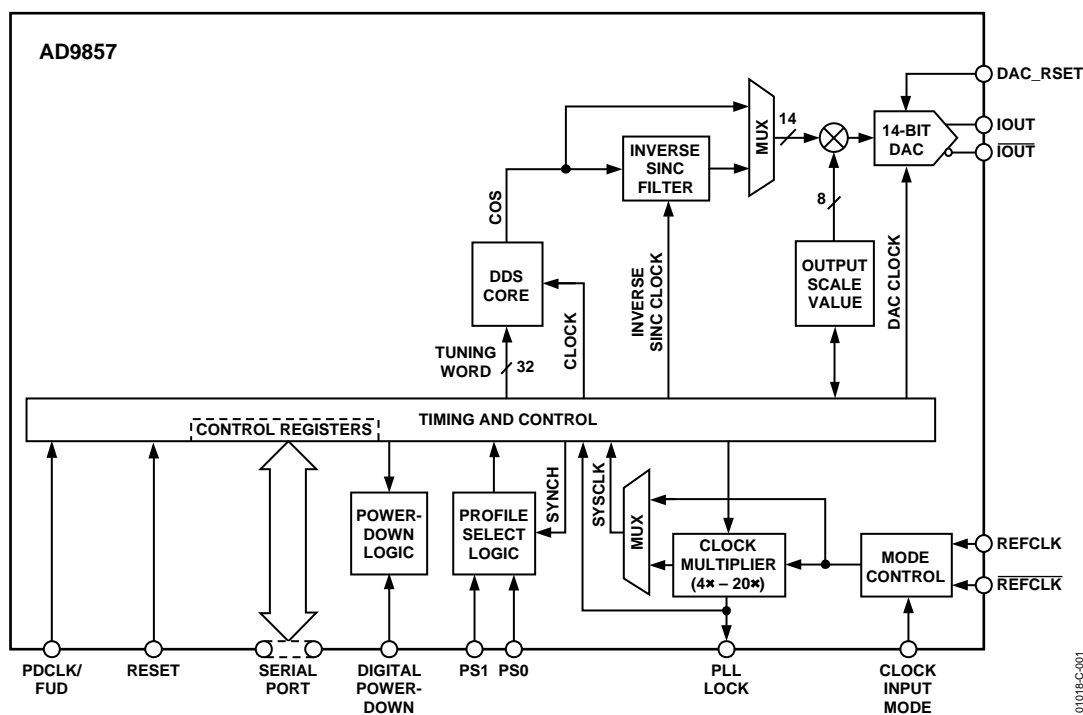 AD9857
DAC_RSET
14
MUX
14-BIT
DAC
IOUT
IOUT
INVERSE
SINC
FILTER
COS
8
DDS
CORE
INVERSE
SINC CLOCK
OUTPUT
SCALE
VALUE
DAC CLOCK
CLOCK
TUNING
WORD
32
TIMING AND CONTROL
CONTROL REGISTERS
SYNCH
SYSCLK
POWER-
DOWN
LOGIC
PROFILE
SELECT
LOGIC
MUX
CLOCK
MULTIPLIER
(4× – 20×)
MODE
CONTROL
REFCLK
REFCLK
PDCLK/
FUD
RESET
SERIAL
PORT
DIGITAL
POWER-
DOWN
PS1
PS0
PLL
LOCK
CLOCK
INPUT
MODE
01018-C-001